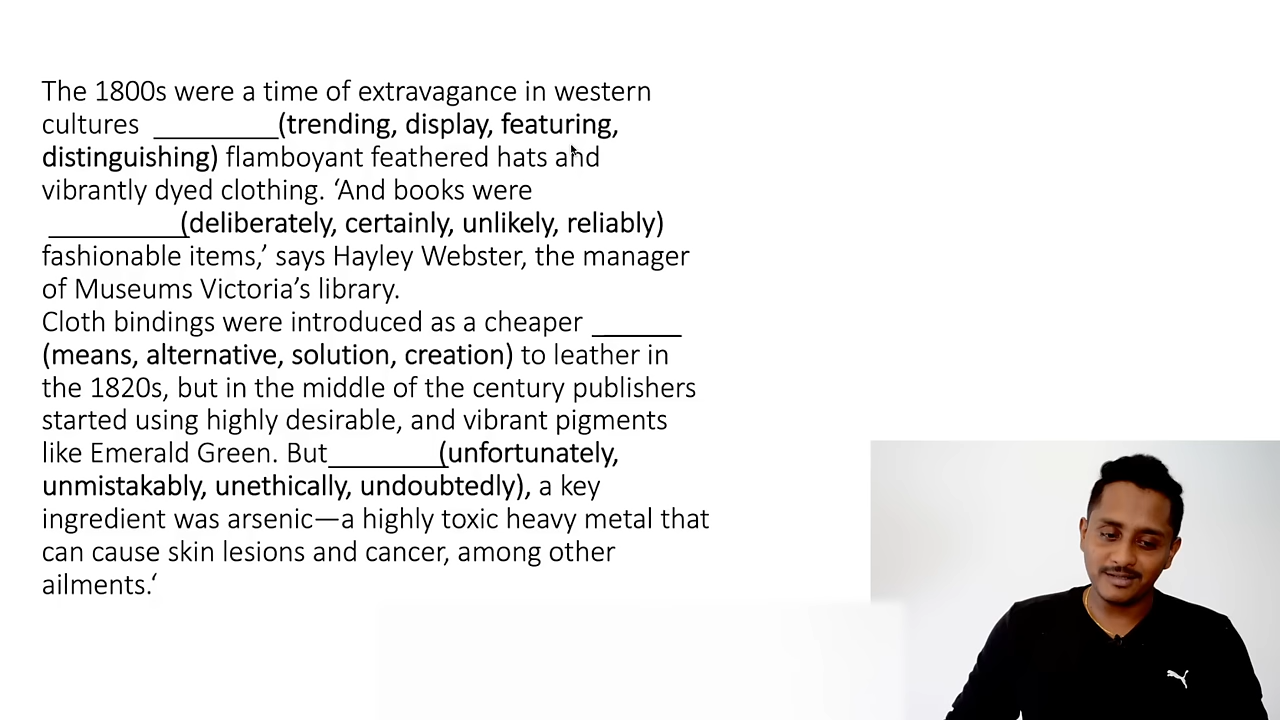 The 1800s were a time of extravagance in western
cultures _________(trending, display, featuring,
distinguishing) flamboyant feathered hats and
vibrantly dyed clothing. ‘And books were
__________(deliberately, certainly, unlikely, reliably)
fashionable items,’ says Hayley Webster, the manager
of Museums Victoria’s library.
Cloth bindings were introduced as a cheaper ______
(means, alternative, solution, creation) to leather in
the 1820s, but in the middle of the century publishers
started using highly desirable, and vibrant pigments
like Emerald Green. But________(unfortunately,
unmistakably, unethically, undoubtedly), a key
ingredient was arsenic—a highly toxic heavy metal that
can cause skin lesions and cancer, among other
ailments.‘